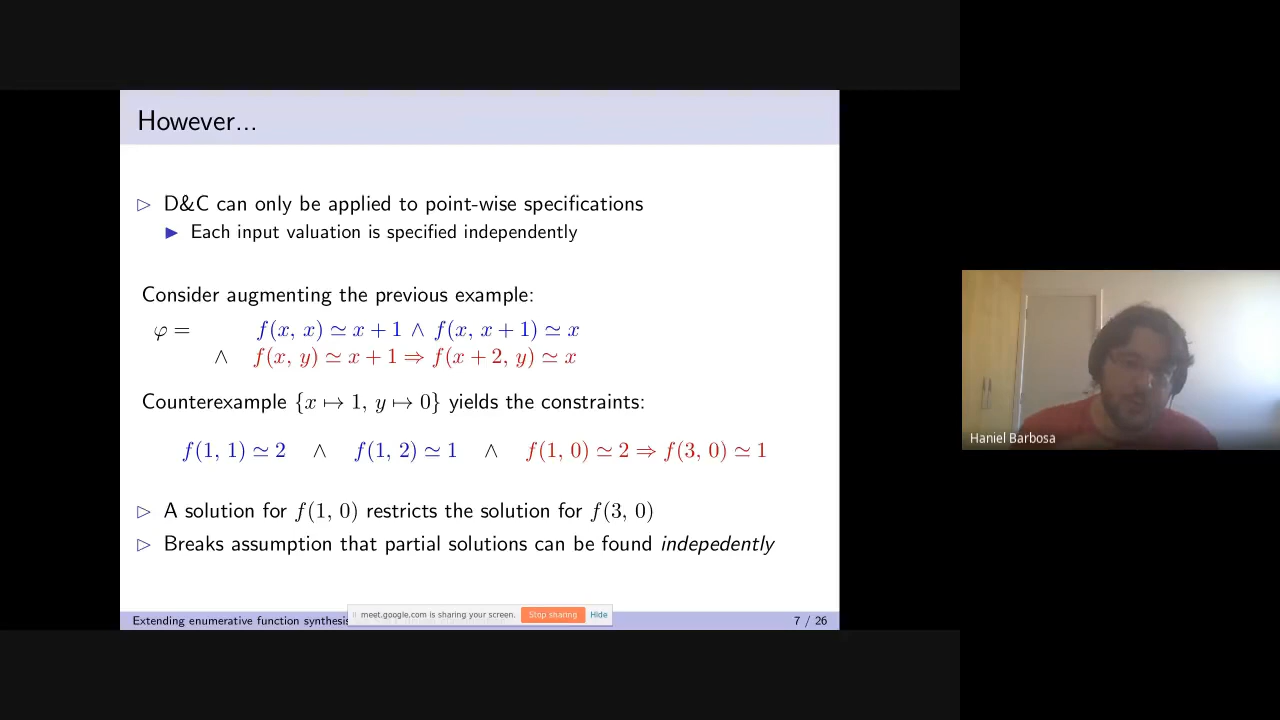 However...
▷ D&C can only be applied to point-wise specifications
▶ Each input valuation is specified independently
Consider augmenting the previous example:
φ = f(x, x) ≃ x + 1 ∧ f(x, x + 1) ≃ x
∧ f(x, y) ≃ x + 1 ⇒ f(x + 2, y) ≃ x
Counterexample {x ↦ 1, y ↦ 0} yields the constraints:
f(1, 1) ≃ 2 ∧ f(1, 2) ≃ 1 ∧ f(1, 0) ≃ 2 ⇒ f(3, 0) ≃ 1
▷ A solution for f(1, 0) restricts the solution for f(3, 0)
▷ Breaks assumption that partial solutions can be found indepedently
meet.google.com is sharing your screen. Stop sharing Hide
Extending enumerative function synthesis 7 / 26
Haniel Barbosa